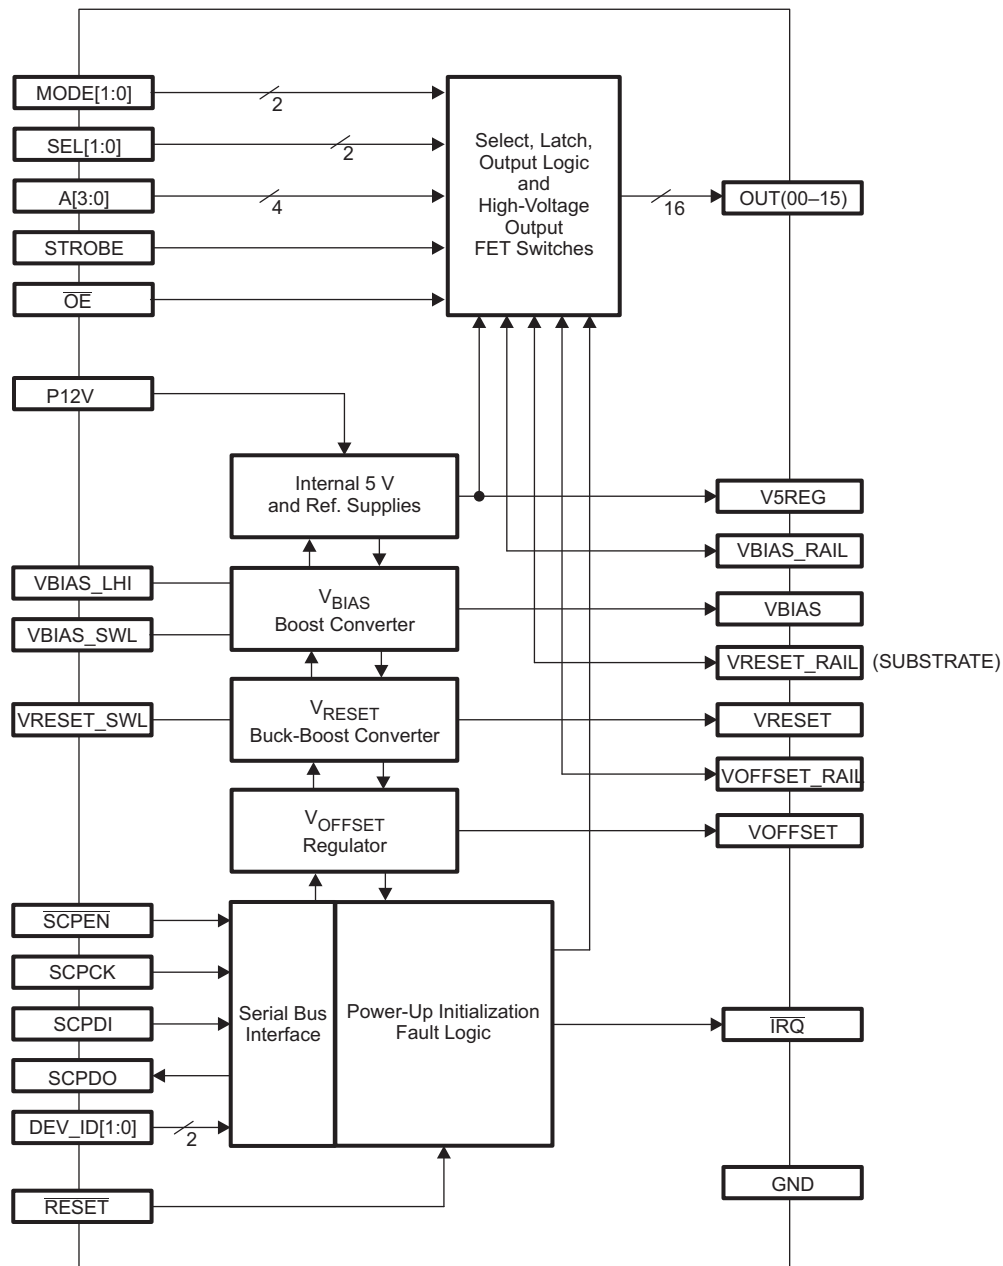 MODE[1:0]
2
SEL[1:0]
2
A[3:0]
4
STROBE
OE
Select, Latch,
Output Logic
and
High-Voltage
Output
FET Switches
16
OUT(00–15)
P12V
Internal 5 V
and Ref. Supplies
V5REG
VBIAS_RAIL
VBIAS_LHI
VBIAS_SWL
VBIAS
Boost Converter
VBIAS
VRESET_RAIL (SUBSTRATE)
VRESET_SWL
VRESET
Buck-Boost Converter
VRESET
VOFFSET_RAIL
VOFFSET
Regulator
VOFFSET
SCPEN
SCPCK
SCPDI
SCPDO
DEV_ID[1:0]
2
Serial Bus
Interface
Power-Up Initialization
Fault Logic
IRQ
RESET
GND